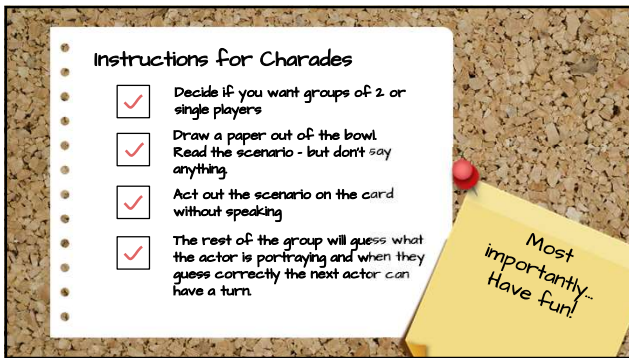 Instructions for Charades
Decide if you want groups of 2 or
single players
Draw a paper out of the bowl.
Read the scenario - but don't say
anything.
Act out the scenario on the card
without speaking
The rest of the group will guess what
the actor is portraying and when they
guess correctly the next actor can
have a turn.
Most
importantly...
Have fun!